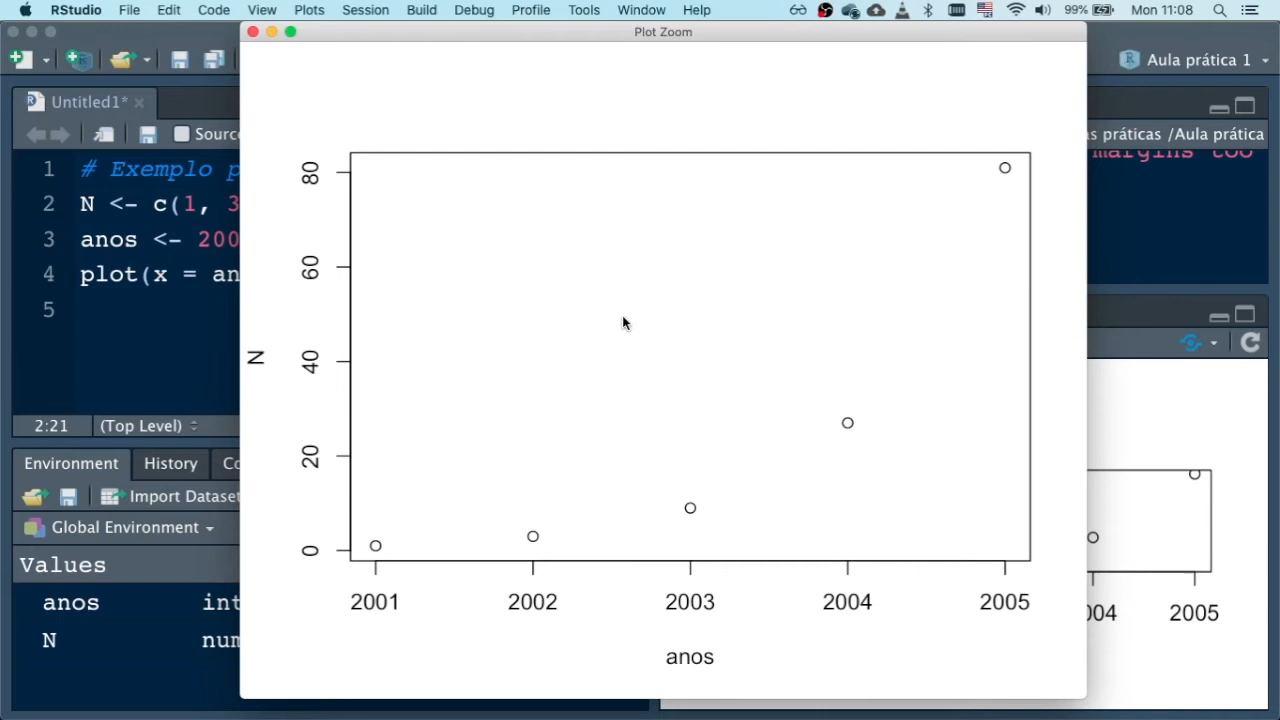 RStudio File Edit Code View Plots Session Build Debug Profile Tools Window Help 99% Mon 11:08
Plot Zoom
Aula prática 1
Untitled1*
Source
as práticas /Aula prática
margins too
1 # Exemplo p
2 N <- c(1, 3
3 anos <- 200
4 plot(x = an
5
2:21 (Top Level)
Environment History Co
Import Dataset
Global Environment
Values
anos int
N num
80
60
40
20
0
N
2001 2002 2003 2004 2005
anos
004 2005